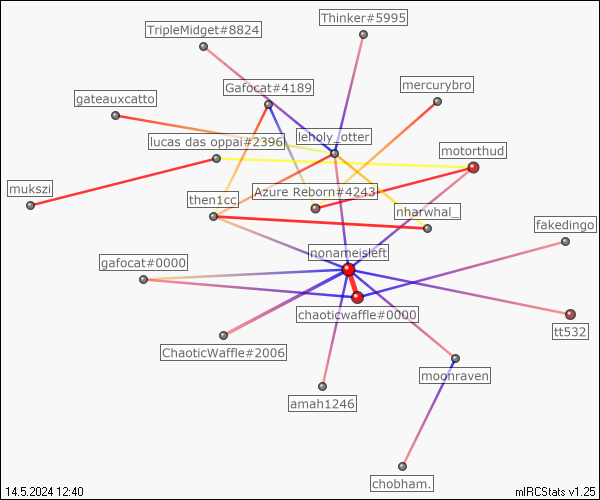 Thinker#5995
TripleMidget#8824
Gafocat#4189
mercurybro
gateauxcatto
lucas das oppai#2396
leholy_otter
motorthud
mukszi
then1cc.
Azure Reborn#4243
nharwhal_
fakedingo
nonameisleft
gafocat#0000
chaoticwaffle#0000
tt532
ChaoticWaffle#2006
moonraven
amah1246
chobham.
14.5.2024 12:40
mIRCStats v1.25